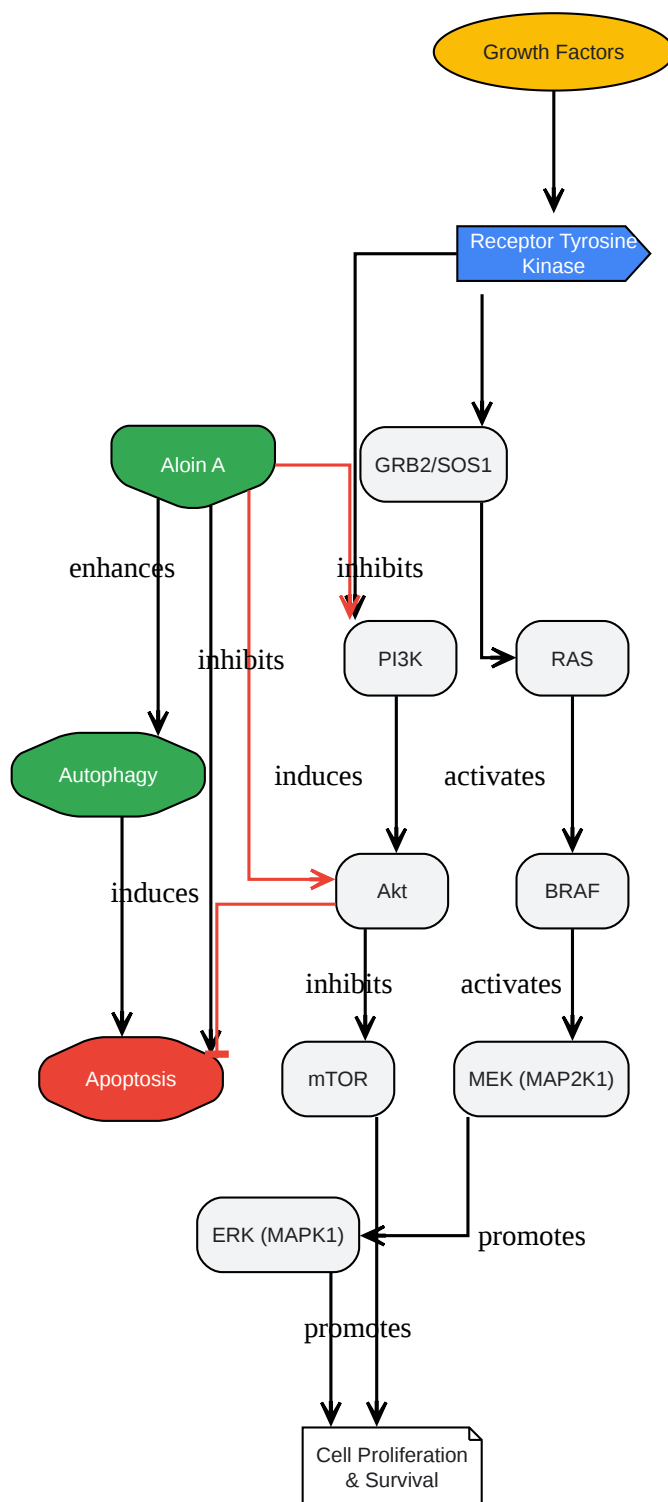 Growth Factors
Receptor Tyrosine
Kinase
Aloin A
GRB2/SOS1
enhances
inhibits
inhibits
PI3K
RAS
Autophagy
induces
activates
induces
Akt
BRAF
inhibits
activates
Apoptosis
mTOR
MEK (MAP2K1)
ERK (MAPK1)
promotes
promotes
Cell Proliferation
& Survival